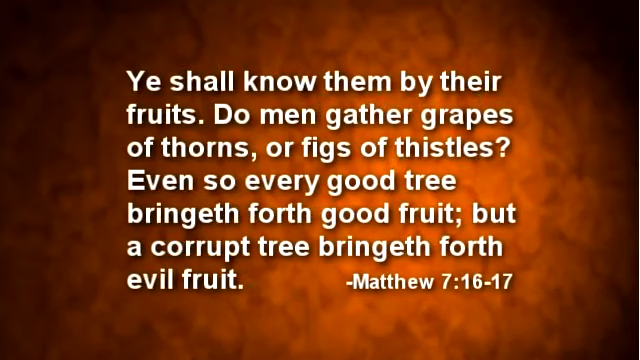 Ye shall know them by their
fruits. Do men gather grapes
of thorns, or figs of thistles?
Even so every good tree
bringeth forth good fruit; but
a corrupt tree bringeth forth
evil fruit. -Matthew 7:16-17